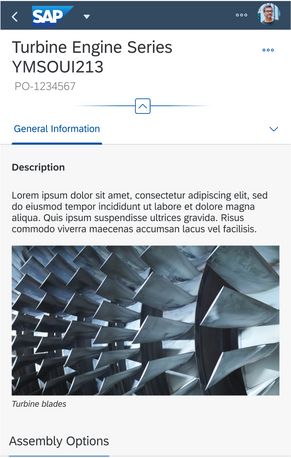 SAP
Turbine Engine Series
YMSOUI213
PO-1234567
General Information
Description
Lorem ipsum dolor sit amet, consectetur adipiscing elit, sed
do eiusmod tempor incididunt ut labore et dolore magna
aliqua. Quis ipsum suspendisse ultrices gravida. Risus
commodo viverra maecenas accumsan lacus vel facilisis.
Turbine blades
Assembly Options